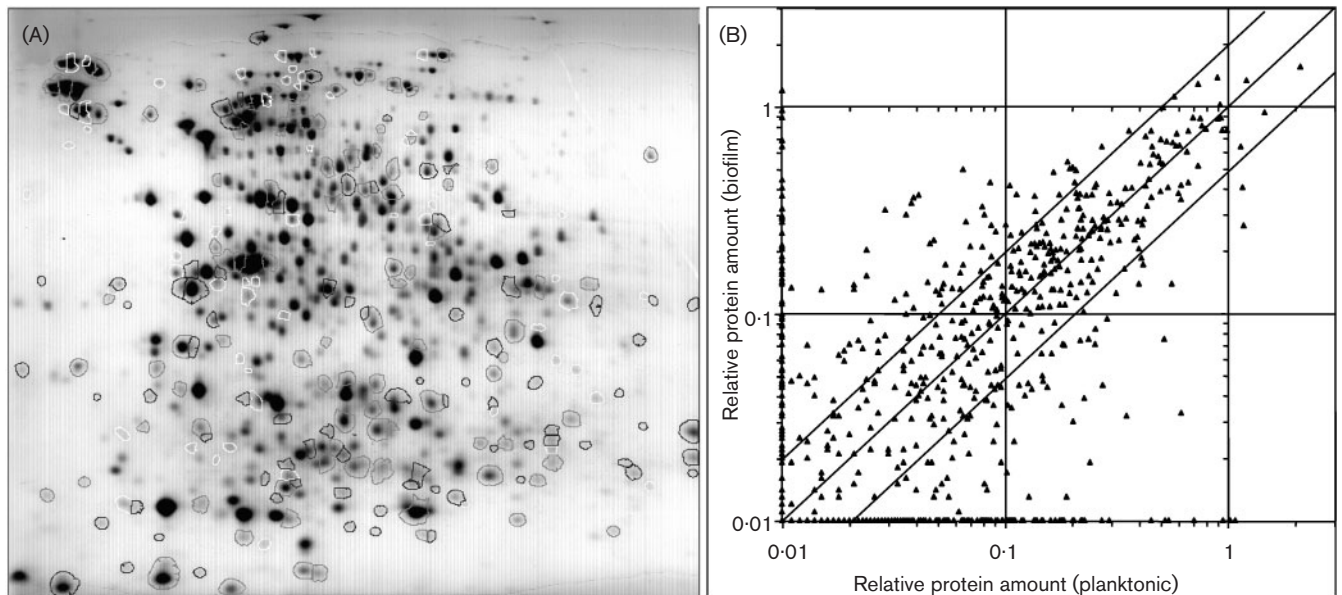 (A)
(B)
Relative protein amount (biofilm)
1
0·1
0·01
0·01 0·1 1
Relative protein amount (planktonic)